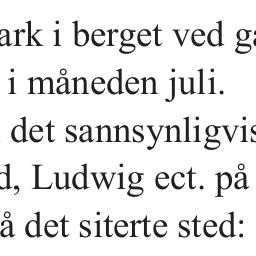 ark i berget ved ga
i måneden juli.
det sannsynligvis
d, Ludwig ect. på
å det siterte sted: